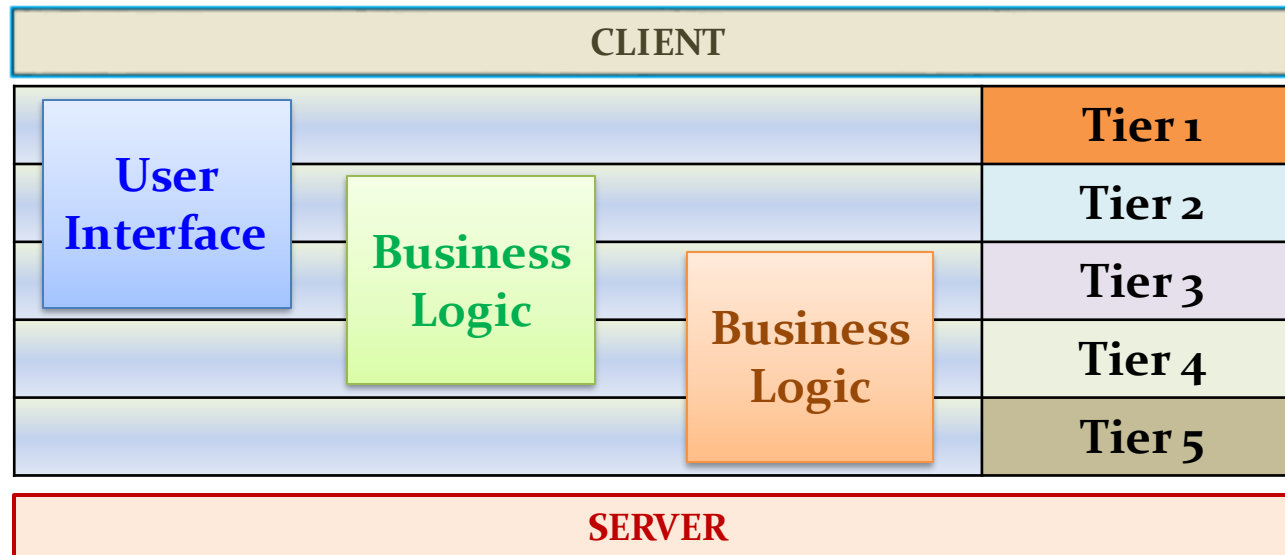 CLIENT
Tier 1
User
Interface
Tier 2
Business
Logic
Tier 3
Business
Logic
Tier 4
Tier 5
SERVER